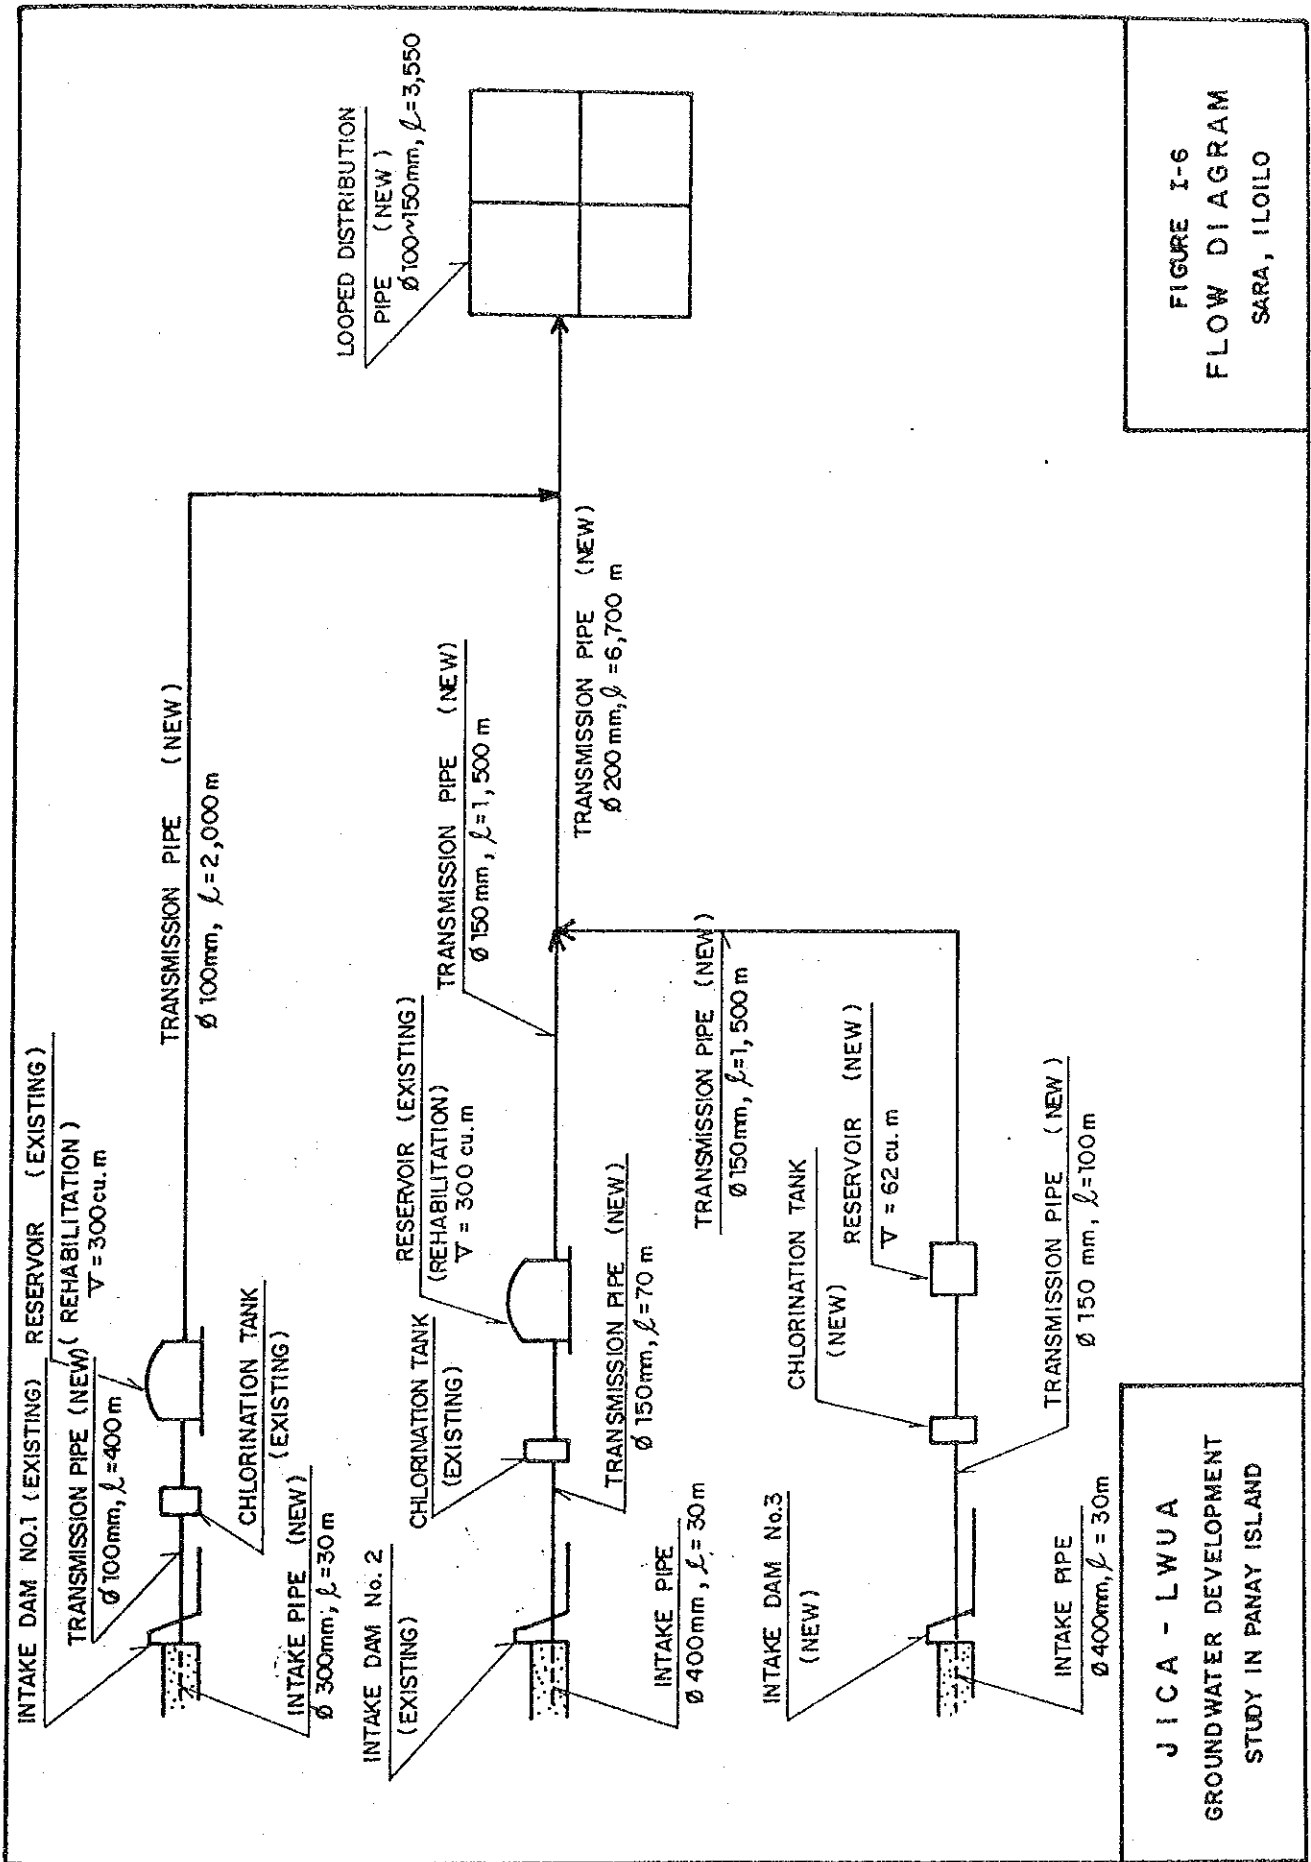 INTAKE DAM NO.1 (EXISTING)
TRANSMISSION PIPE (NEW)
Ø 100mm, ℓ=400m
RESERVOIR (EXISTING)
(REHABILITATION)
V = 300cu.m
CHLORINATION TANK
(EXISTING)
INTAKE PIPE (NEW)
Ø 300mm, ℓ=30m
TRANSMISSION PIPE (NEW)
Ø 100mm, ℓ=2,000m
LOOPED DISTRIBUTION
PIPE (NEW)
Ø 100~150mm, ℓ=3,550
INTAKE DAM No. 2
(EXISTING)
CHLORINATION TANK
(EXISTING)
RESERVOIR (EXISTING)
(REHABILITATION)
V = 300 cu. m
TRANSMISSION PIPE (NEW)
Ø 150 mm, ℓ=1,500 m
INTAKE PIPE
Ø 400mm, ℓ= 30m
TRANSMISSION PIPE (NEW)
Ø 150mm, ℓ=70 m
TRANSMISSION PIPE (NEW)
Ø 200 mm, ℓ =6,700 m
TRANSMISSION PIPE (NEW)
Ø 150mm, ℓ=1,500 m
INTAKE DAM No.3
(NEW)
CHLORINATION TANK
(NEW)
RESERVOIR (NEW)
V = 62 cu. m
INTAKE PIPE
Ø 400mm, ℓ = 30m
TRANSMISSION PIPE (NEW)
Ø 150 mm, ℓ=100m
JICA - LWUA
GROUNDWATER DEVELOPMENT
STUDY IN PANAY ISLAND
FIGURE I-6
FLOW DIAGRAM
SARA, ILOILO